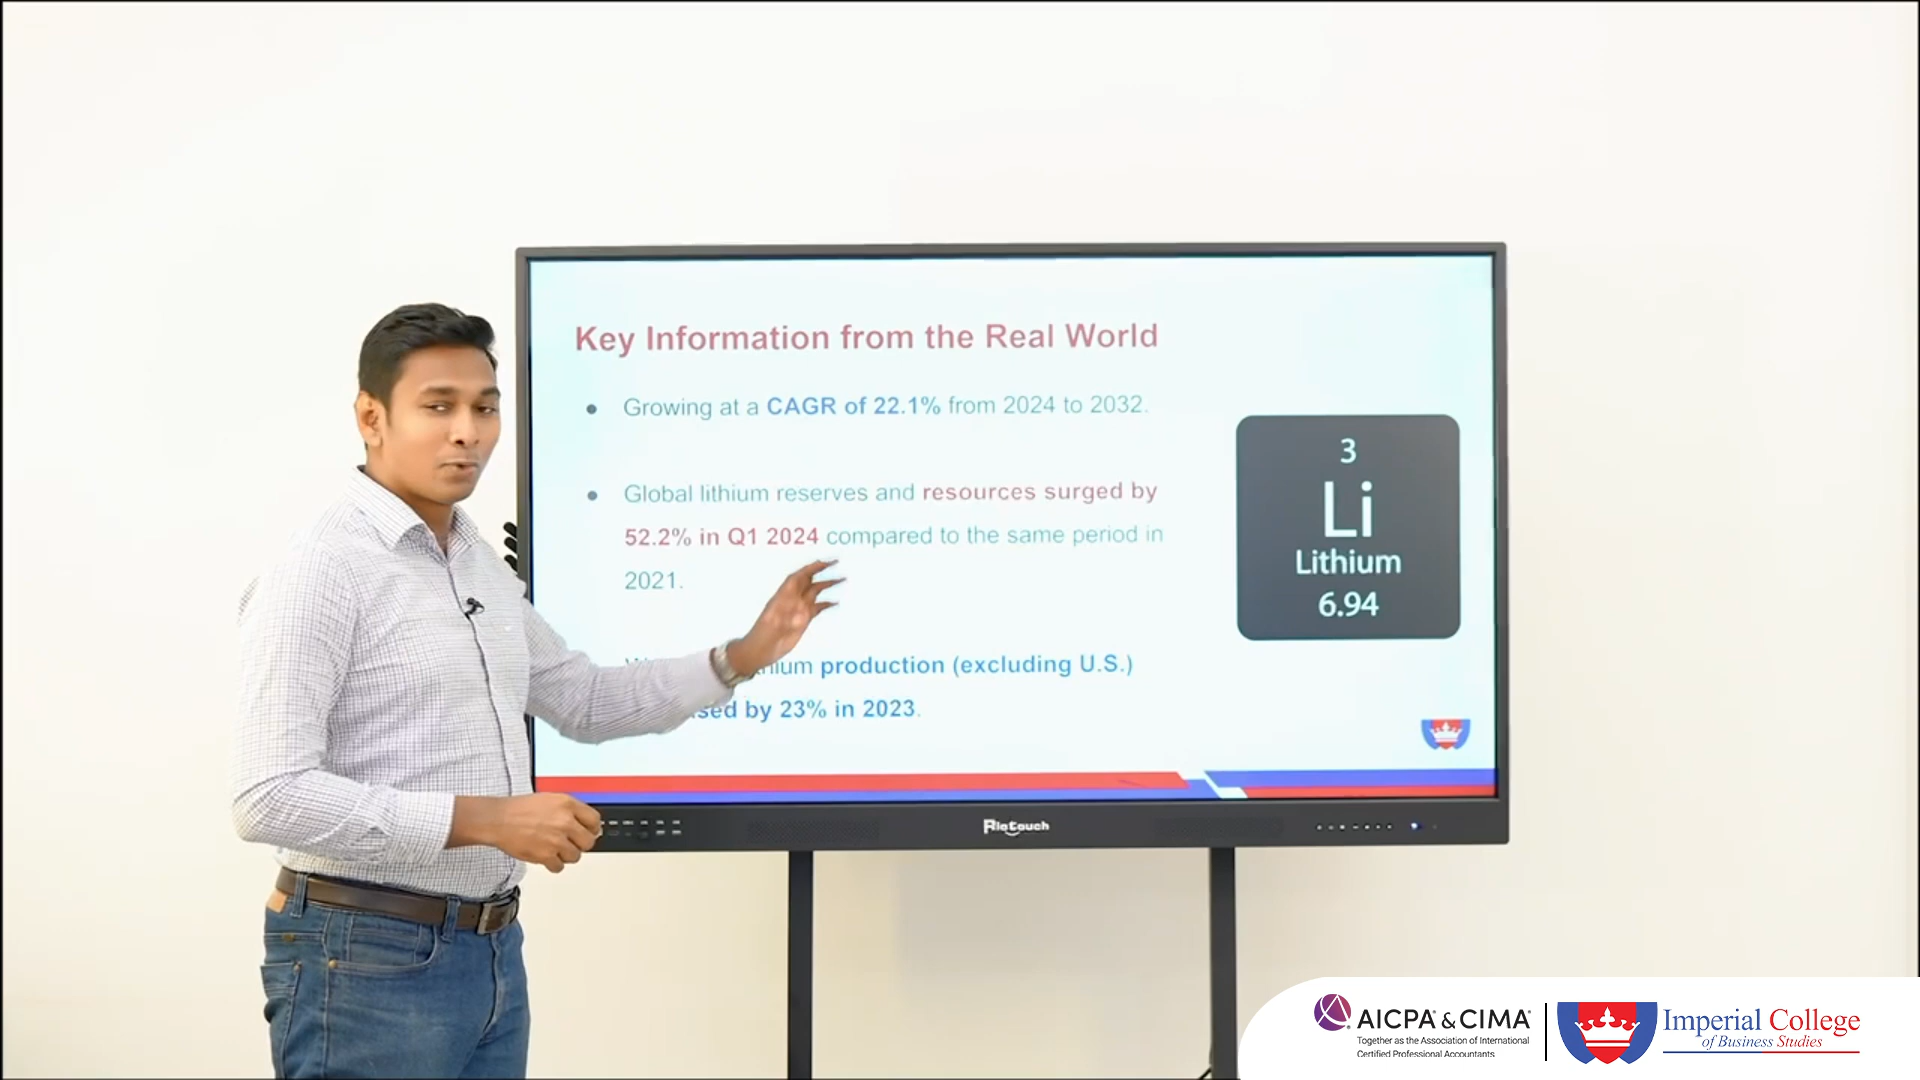 Key Information from the Real World
Growing at a CAGR of 22.1% from 2024 to 2032.
Global lithium reserves and resources surged by
52.2% in Q1 2024 compared to the same period in
2021.
production (excluding U.S.)
by 23% in 2023.
3
Li
Lithium
6.94
Riotouch
AICPA & CIMA
Together as the Association of International
Certified Professional Accountants
Imperial College
of Business Studies